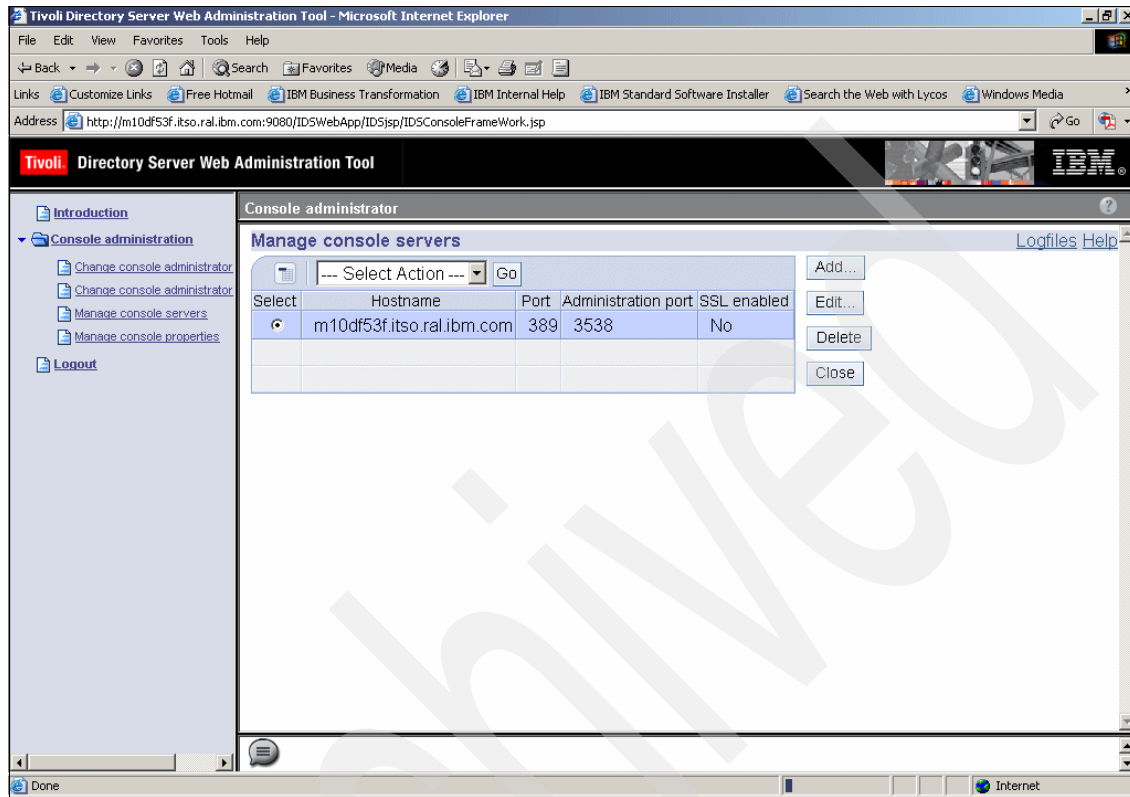 Tivoli Directory Server Web Administration Tool - Microsoft Internet Explorer
File Edit View Favorites Tools Help
Back Search Favorites Media
Links Customize Links Free Hotmail IBM Business Transformation IBM Internal Help IBM Standard Software Installer Search the Web with Lycos Windows Media
Address http://m10df53f.itso.ral.ibm.com:9080/IDSWebApp/IDSjsp/IDSConsoleFrameWork.jsp Go
Tivoli. Directory Server Web Administration Tool IBM®
Introduction
Console administration
Change console administrator
Change console administrator
Manage console servers
Manage console properties
Logout
Console administrator ?
Manage console servers Logfiles Help
--- Select Action --- Go
Select Hostname Port Administration port SSL enabled
m10df53f.itso.ral.ibm.com 389 3538 No
Add...
Edit...
Delete
Close
hived
Done Internet